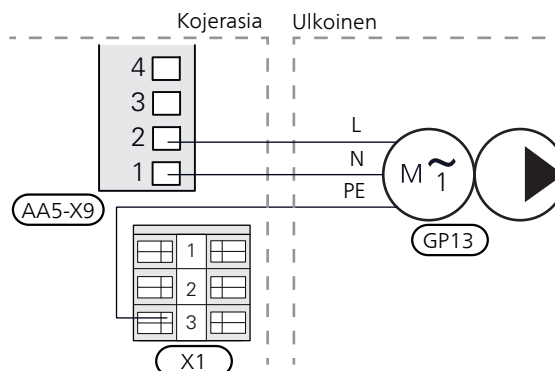 Kojerasia Ulkoinen
4
3
2
1
L
N
PE
M ~ 1
AA5-X9
GP13
1
2
3
X1